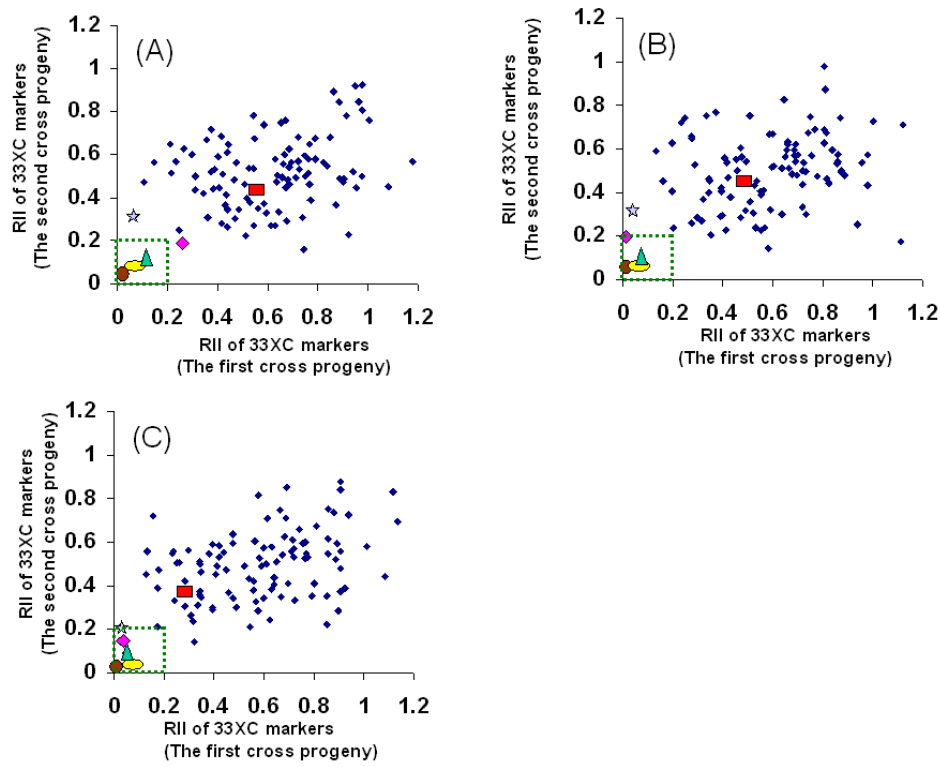 (A)
RII of 33XC markers
(The second cross progeny)
1.2
1
0.8
0.6
0.4
0.2
0
0 0.2 0.4 0.6 0.8 1 1.2
RII of 33XC markers
(The first cross progeny)
(B)
RII of 33XC markers
(The second cross progeny)
1.2
1
0.8
0.6
0.4
0.2
0
0 0.2 0.4 0.6 0.8 1 1.2
RII of 33XC markers
(The first cross progeny)
(C)
RII of 33XC markers
(The second cross progeny)
1.2
1
0.8
0.6
0.4
0.2
0
0 0.2 0.4 0.6 0.8 1 1.2
RII of 33XC markers
(The first cross progeny)